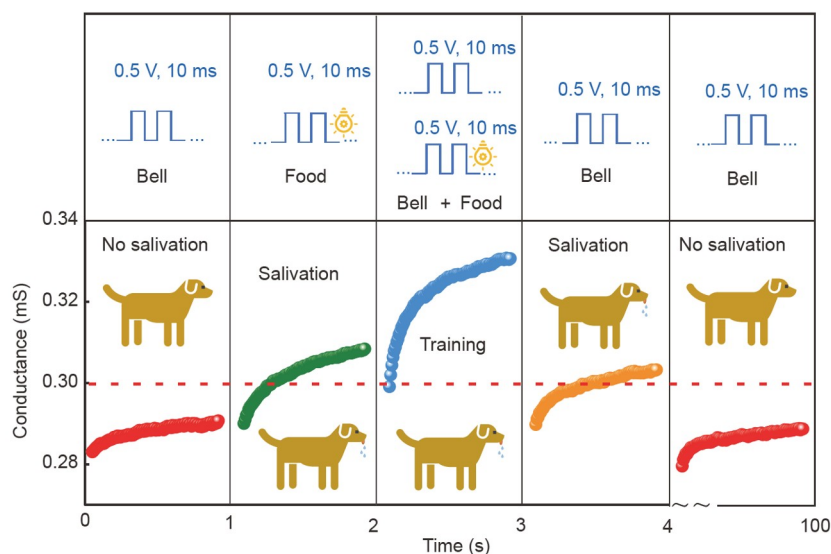 0.5 V, 10 ms
Bell
0.5 V, 10 ms
...
Food
0.5 V, 10 ms
0.5 V, 10 ms
Bell + Food
0.5 V, 10 ms
Bell
0.5 V, 10 ms
Bell
No salivation
Salivation
Training
Salivation
No salivation
Conductance (mS)
0.34
0.32
0.30
0.28
0
1
2
3
4
100
Time (s)